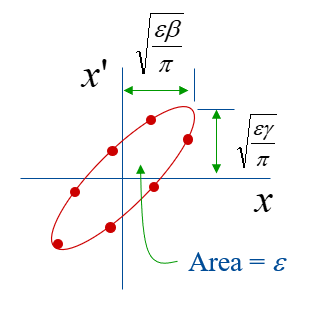 √(εβ/π)
x'
√(εγ/π)
x
Area = ε